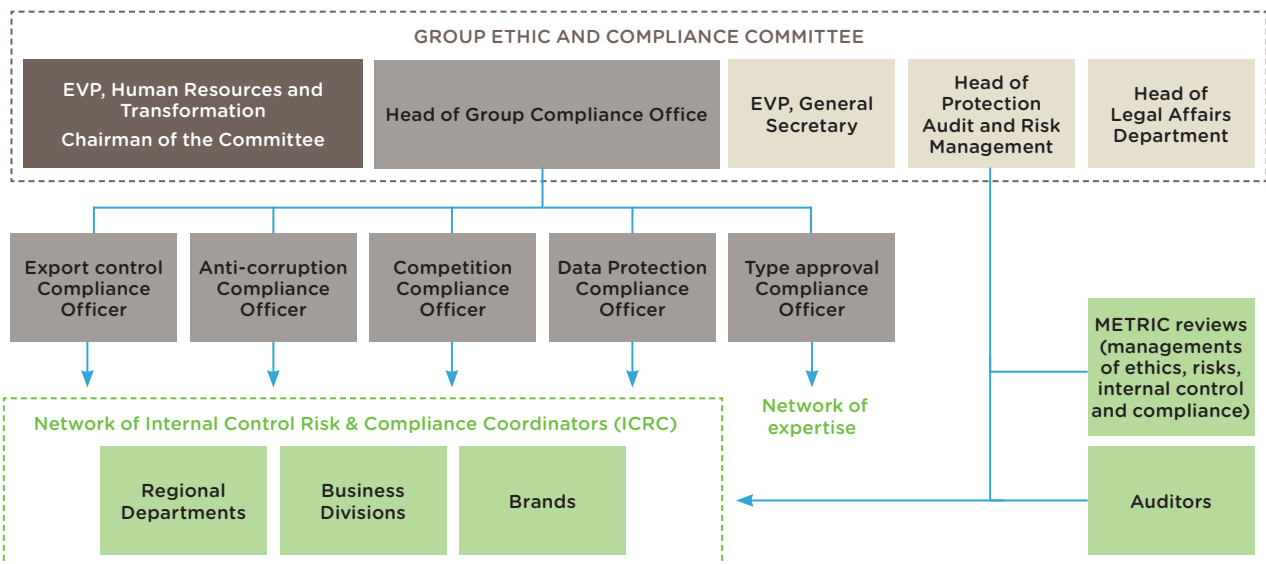 GROUP ETHIC AND COMPLIANCE COMMITTEE
EVP, Human Resources and
Transformation
Chairman of the Committee
Head of Group Compliance Office
EVP, General
Secretary
Head of
Protection
Audit and Risk
Management
Head of
Legal Affairs
Department
Export control
Compliance
Officer
Anti-corruption
Compliance
Officer
Competition
Compliance
Officer
Data Protection
Compliance
Officer
Type approval
Compliance
Officer
METRIC reviews
(managements
of ethics, risks,
internal control
and compliance)
Network of Internal Control Risk & Compliance Coordinators (ICRC)
Network of
expertise
Regional
Departments
Business
Divisions
Brands
Auditors